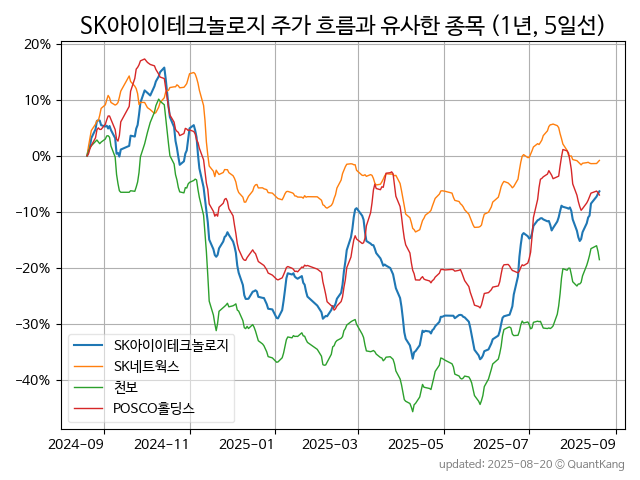 SK아이이테크놀로지 주가 흐름과 유사한 종목 (1년, 5일선)
20%
10%
0%
−10%
−20%
−30%
−40%
SK아이이테크놀로지
SK네트웍스
천보
POSCO홀딩스
2024-09 2024-11 2025-01 2025-03 2025-05 2025-07 2025-09
updated: 2025-08-20 © QuantKang